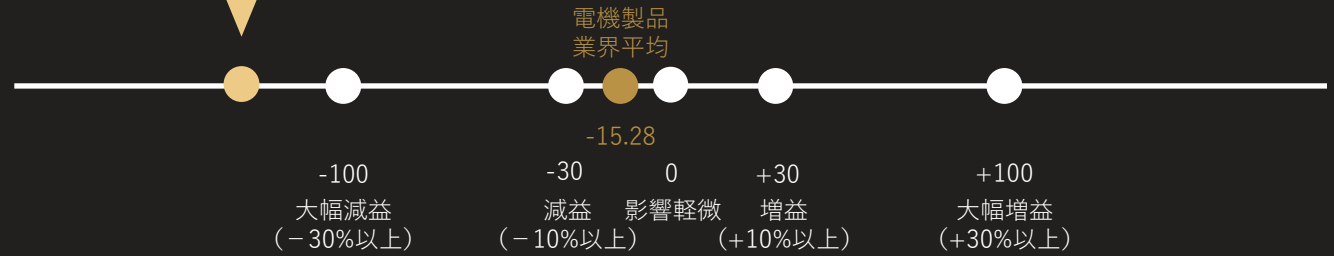 電機製品
業界平均
-15.28
-100
大幅減益
（−30%以上）
-30
減益
（−10%以上）
0
影響軽微
+30
増益
（+10%以上）
+100
大幅増益
（+30%以上）